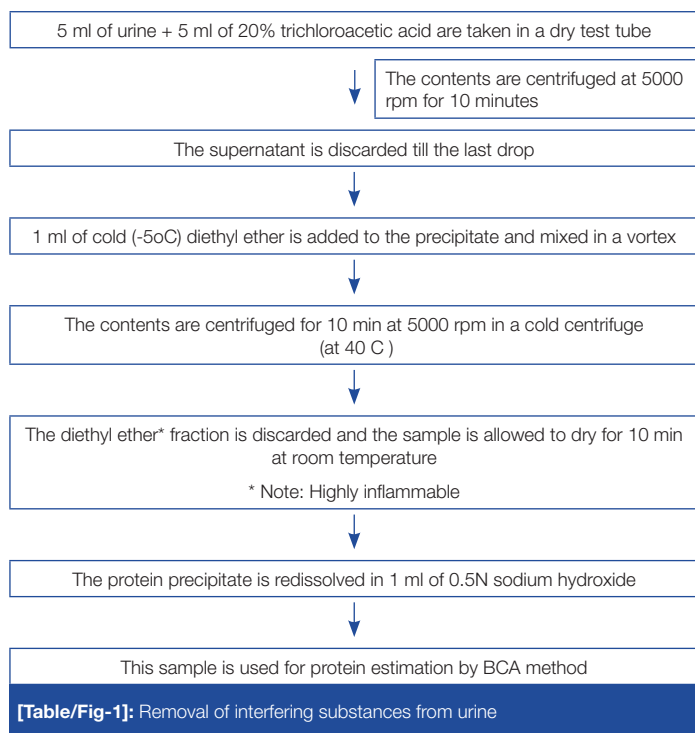 5 ml of urine + 5 ml of 20% trichloroacetic acid are taken in a dry test tube
The contents are centrifuged at 5000
rpm for 10 minutes
The supernatant is discarded till the last drop
1 ml of cold (-5oC) diethyl ether is added to the precipitate and mixed in a vortex
The contents are centrifuged for 10 min at 5000 rpm in a cold centrifuge
(at 40 C )
The diethyl ether* fraction is discarded and the sample is allowed to dry for 10 min
at room temperature
* Note: Highly inflammable
The protein precipitate is redissolved in 1 ml of 0.5N sodium hydroxide
This sample is used for protein estimation by BCA method
[Table/Fig-1]: Removal of interfering substances from urine